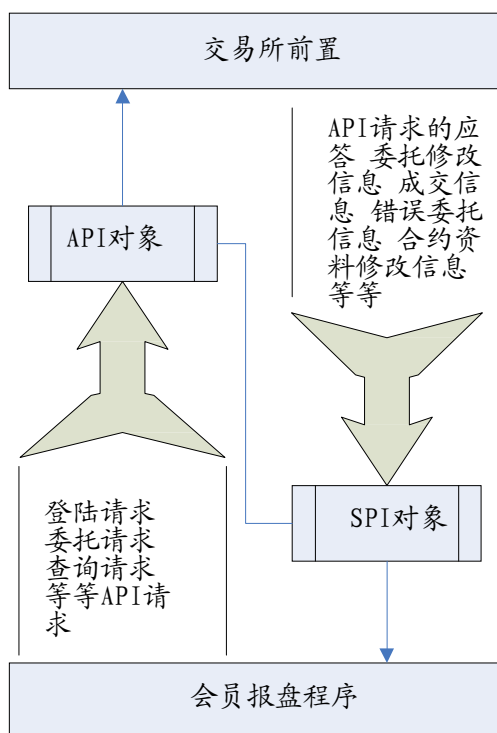 交易所前置
API请求的应
答 委托修改
信息 成交信
息 错误委托
信息 合约资
料修改信息
等等
API对象
SPI对象
登陆请求
委托请求
查询请求
等等API请
求
会员报盘程序